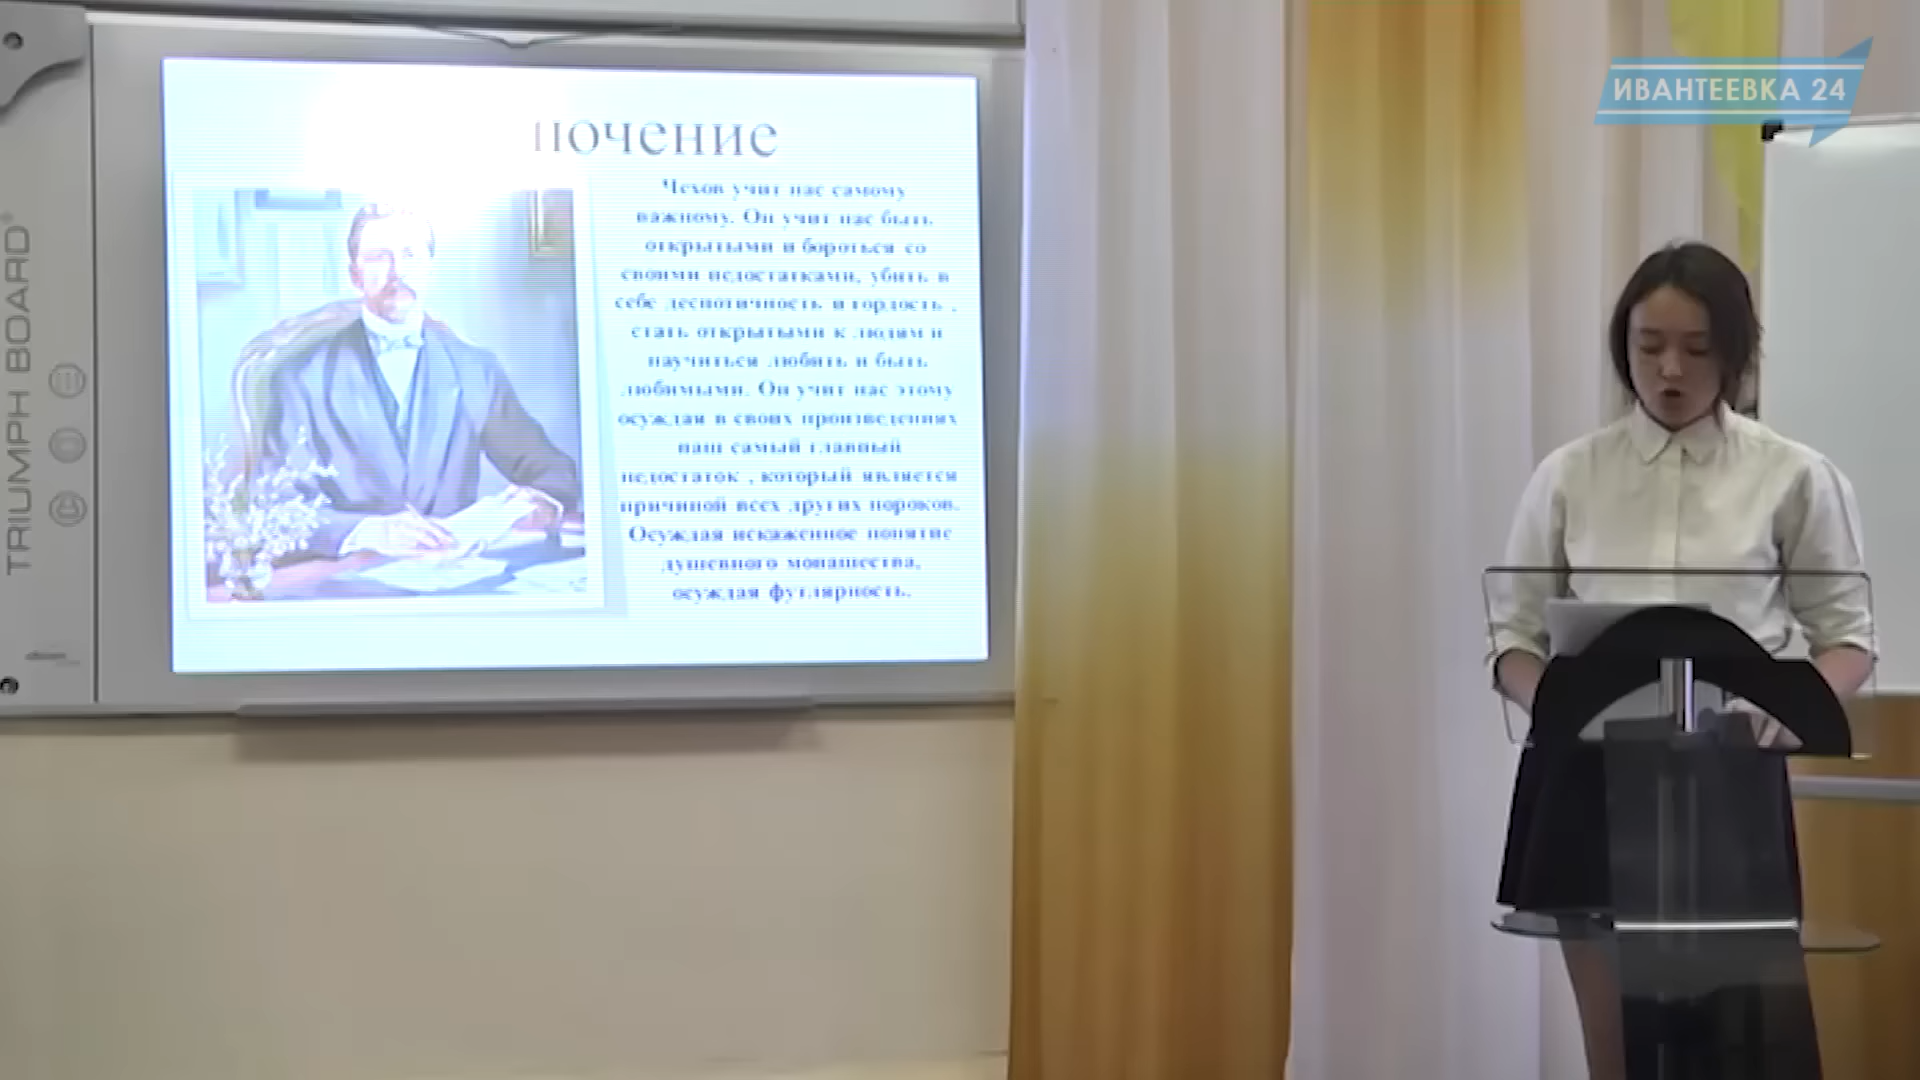 ИВАНТЕЕВКА 24
TRIUMPH BOARD
почение
Чехов учит нас самому
важному. Он учит нас быть
открытыми и бороться со
своими недостатками, убить в
себе деспотичность и гордость ,
стать открытыми к людям и
научиться любить и быть
любимыми. Он учит нас этому
осуждая в своих произведениях
наш самый главный
недостаток , который является
причиной всех других пороков.
Осуждая искаженное понятие
душевного монашества,
осуждая футлярность.